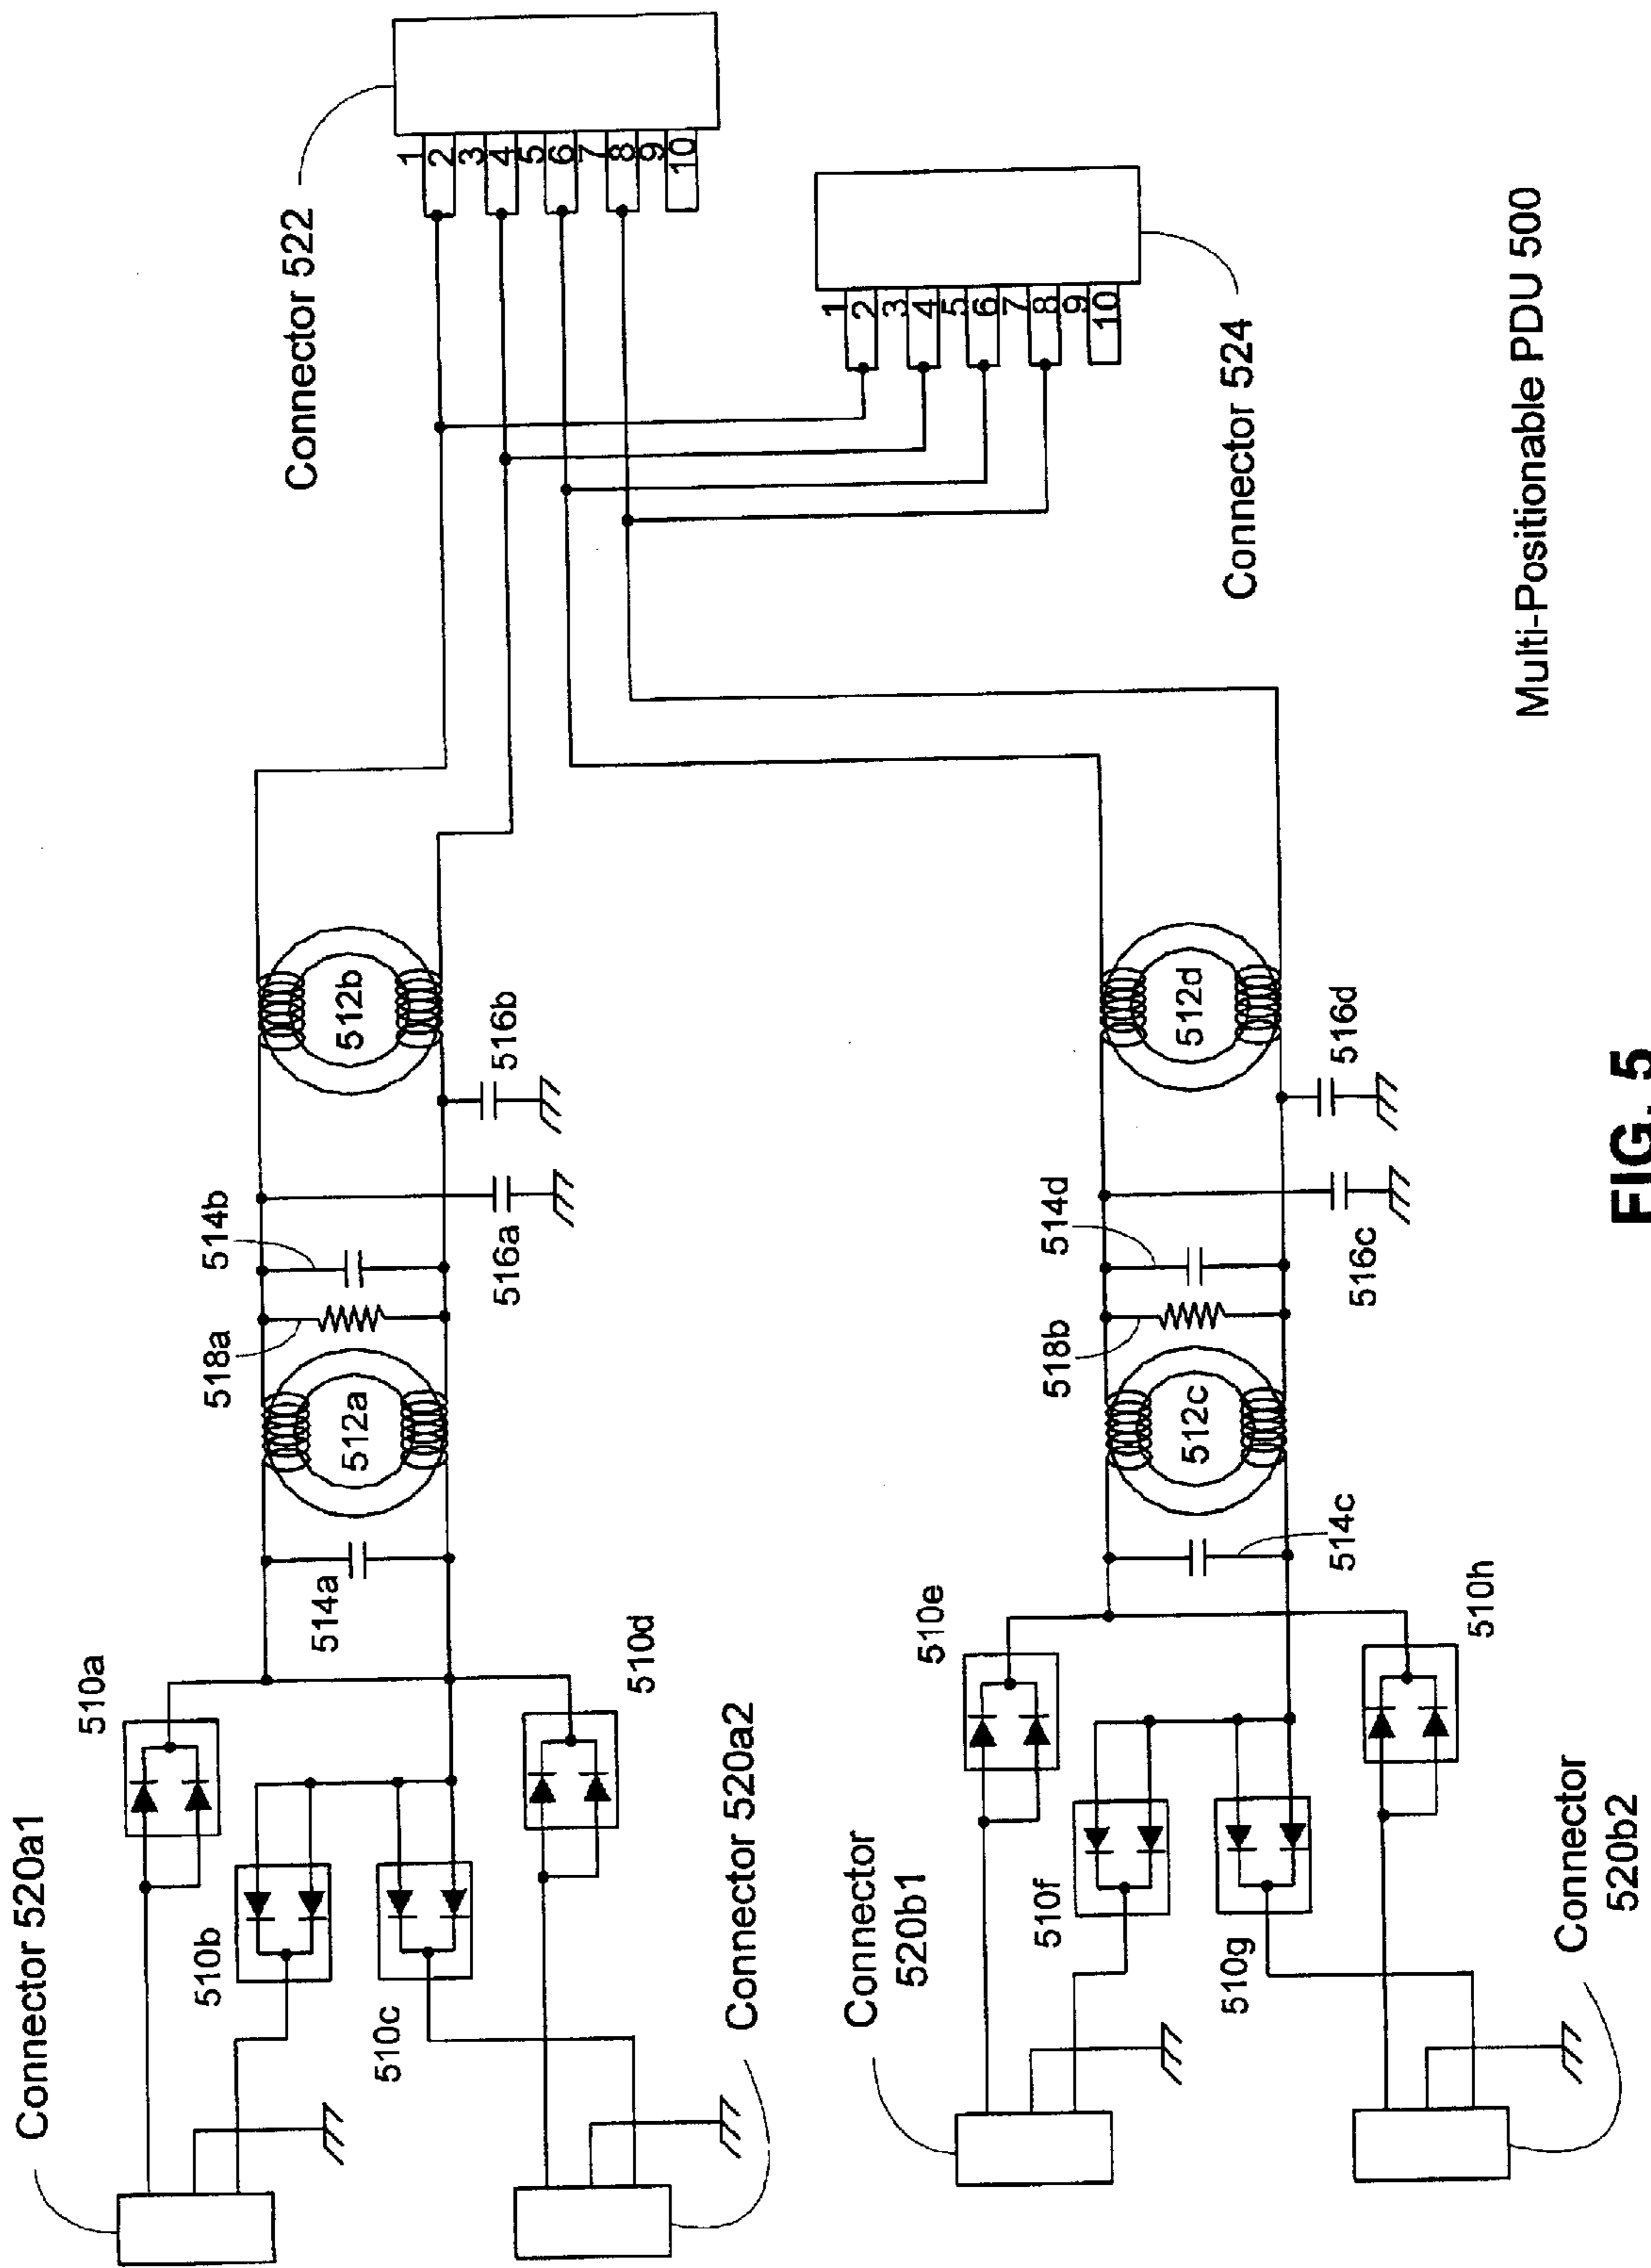 Connector 520a1
510a
510b
510c
510d
Connector 520a2
514a
512a
518a
514b
516a
516b
512b
Connector 522
1
2
3
4
5
6
7
8
9
10
Connector 524
1
2
3
4
5
6
7
8
9
10
Connector
520b1
510e
510f
510g
510h
Connector
520b2
514c
512c
518b
514d
516c
516d
512d
Multi-Positionable PDU 500
FIG. 5